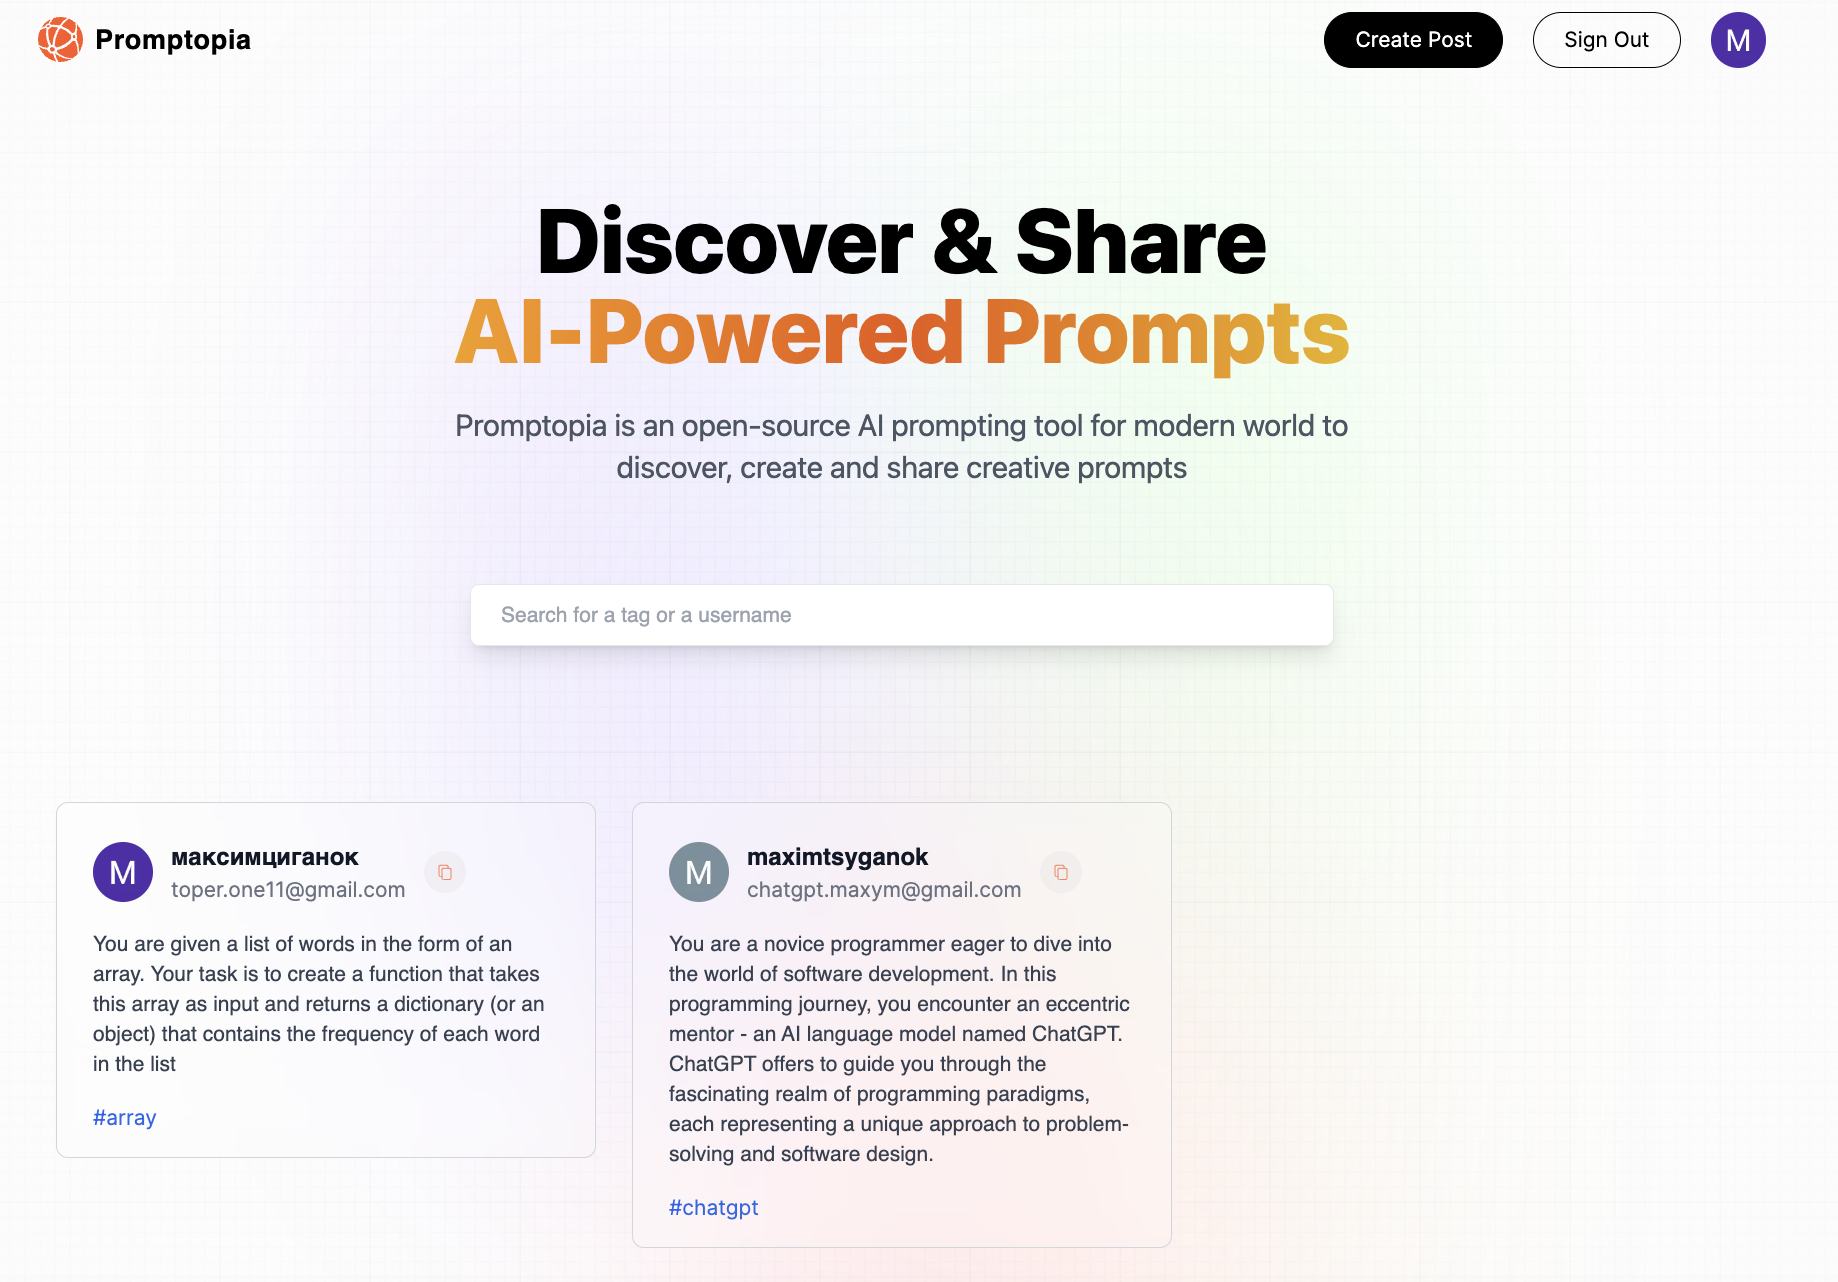 Promptopia
Create Post
Sign Out
M
Discover & Share
AI-Powered Prompts
Promptopia is an open-source AI prompting tool for modern world to
discover, create and share creative prompts
Search for a tag or a username
M
максимциганок
toper.one11@gmail.com
You are given a list of words in the form of an
array. Your task is to create a function that takes
this array as input and returns a dictionary (or an
object) that contains the frequency of each word
in the list
#array
M
maximtsyganok
chatgpt.maxym@gmail.com
You are a novice programmer eager to dive into
the world of software development. In this
programming journey, you encounter an eccentric
mentor - an AI language model named ChatGPT.
ChatGPT offers to guide you through the
fascinating realm of programming paradigms,
each representing a unique approach to problem-
solving and software design.
#chatgpt